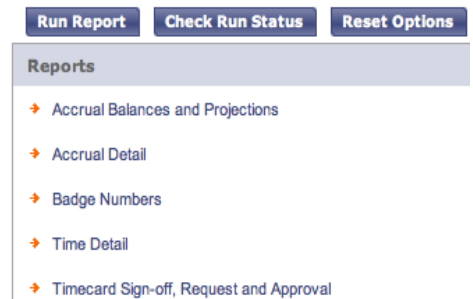 Run Report Check Run Status Reset Options
Reports
Accrual Balances and Projections
Accrual Detail
Badge Numbers
Time Detail
Timecard Sign-off, Request and Approval